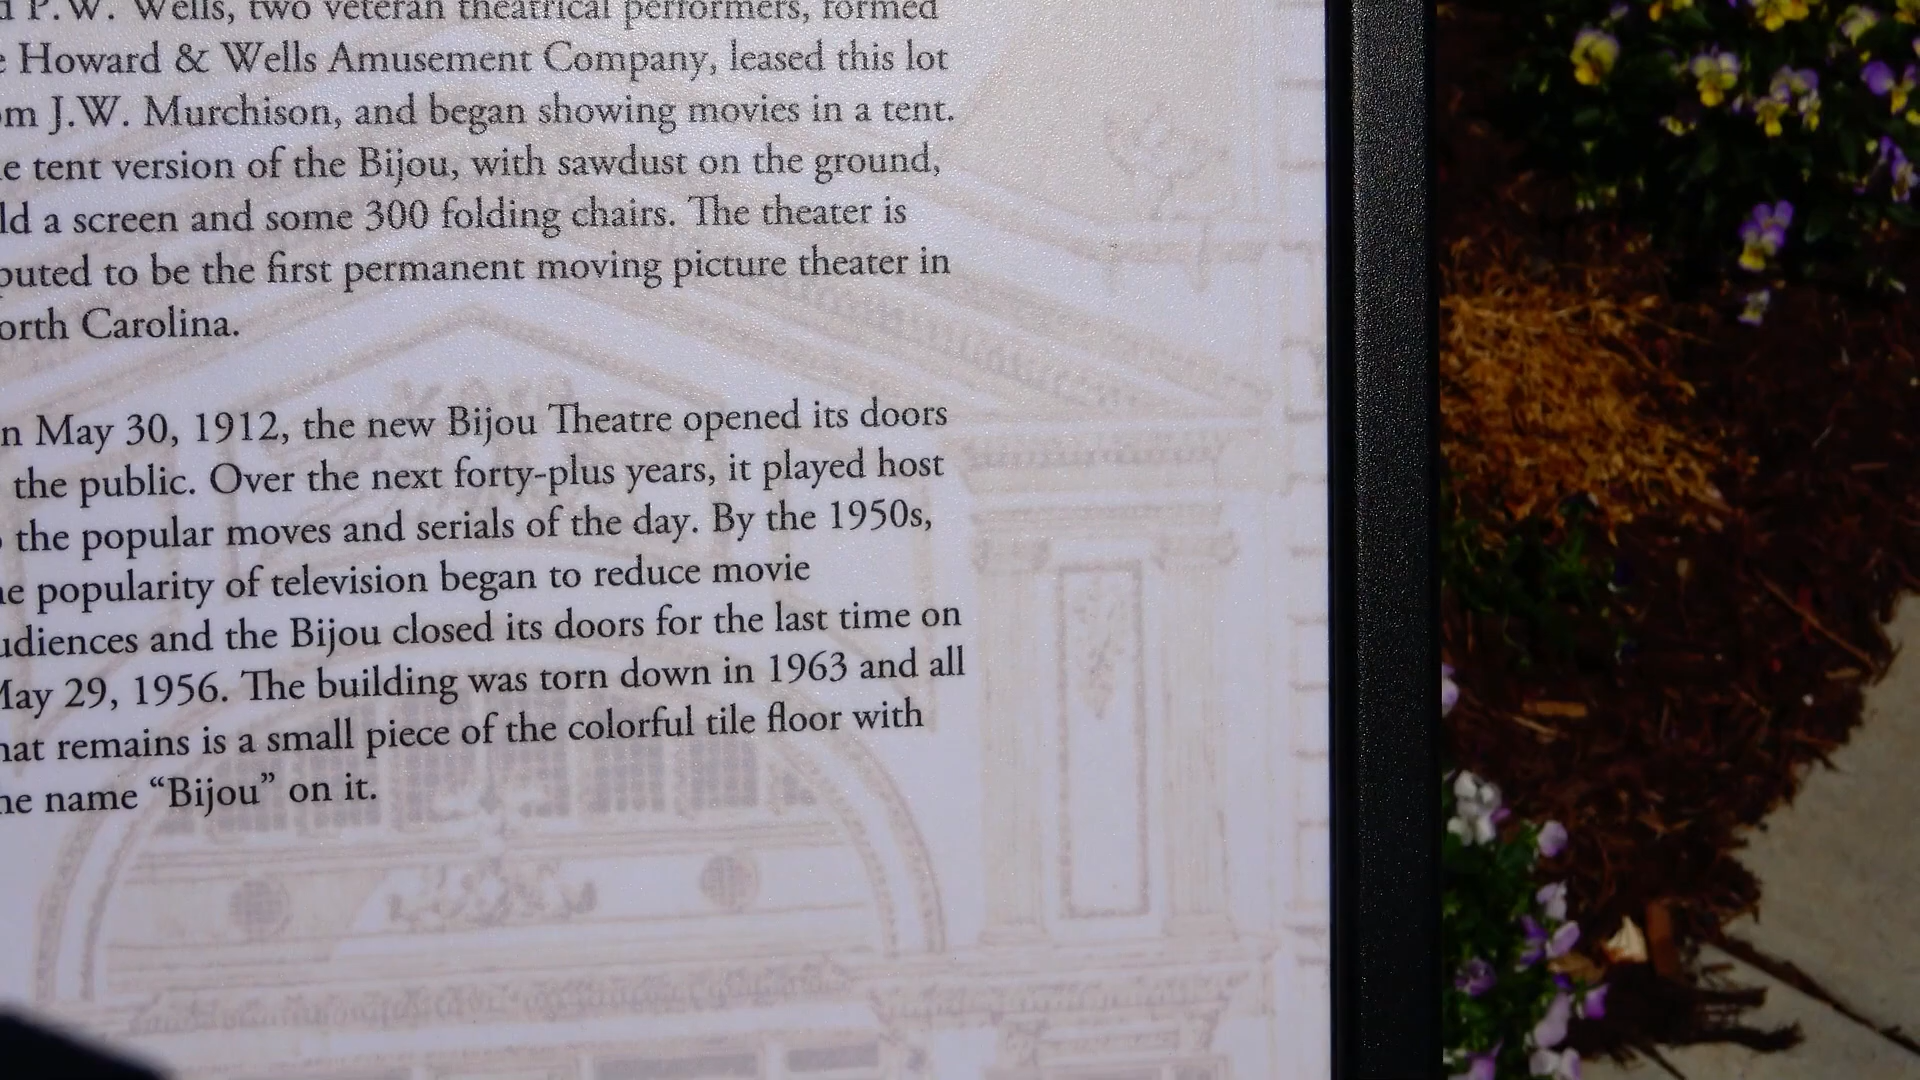 P.W. Wells, two veteran theatrical performers, formed
Howard & Wells Amusement Company, leased this lot
om J.W. Murchison, and began showing movies in a tent.
e tent version of the Bijou, with sawdust on the ground,
ld a screen and some 300 folding chairs. The theater is
puted to be the first permanent moving picture theater in
orth Carolina.
n May 30, 1912, the new Bijou Theatre opened its doors
the public. Over the next forty-plus years, it played host
the popular moves and serials of the day. By the 1950s,
e popularity of television began to reduce movie
udiences and the Bijou closed its doors for the last time on
May 29, 1956. The building was torn down in 1963 and all
hat remains is a small piece of the colorful tile floor with
he name “Bijou” on it.